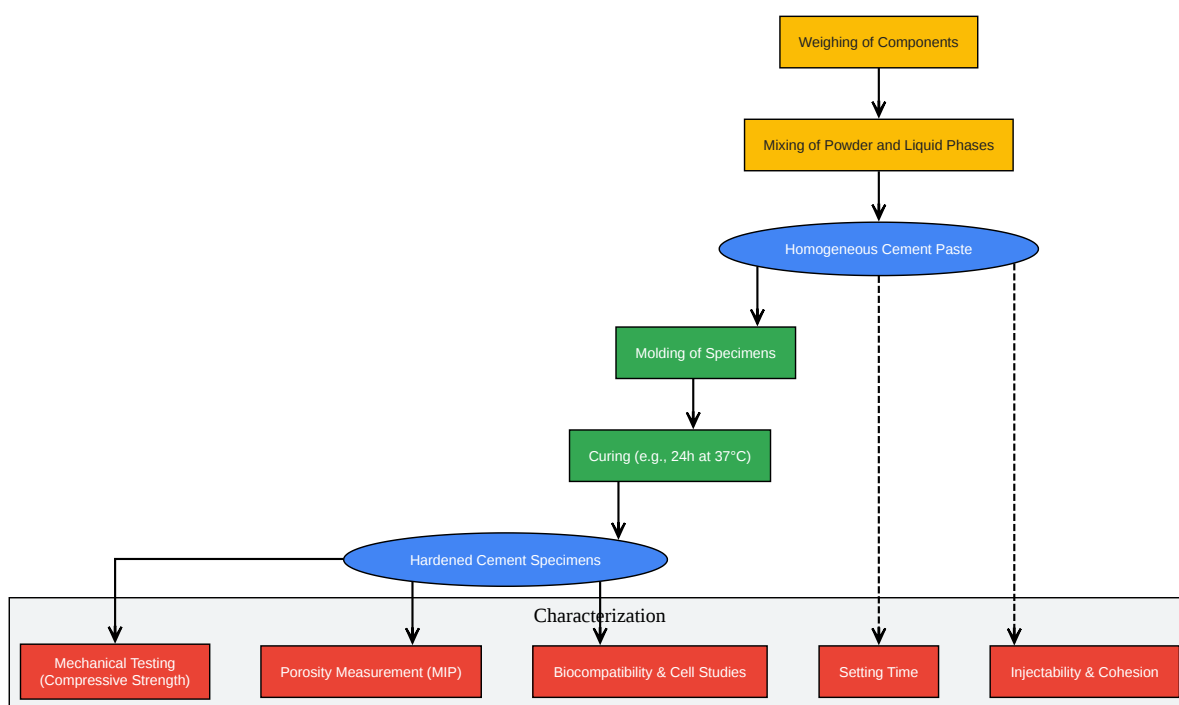 Weighing of Components
Mixing of Powder and Liquid Phases
Homogeneous Cement Paste
Molding of Specimens
Curing (e.g., 24h at 37°C)
Hardened Cement Specimens
Characterization
Mechanical Testing
(Compressive Strength)
Porosity Measurement (MIP)
Biocompatibility & Cell Studies
Setting Time
Injectability & Cohesion